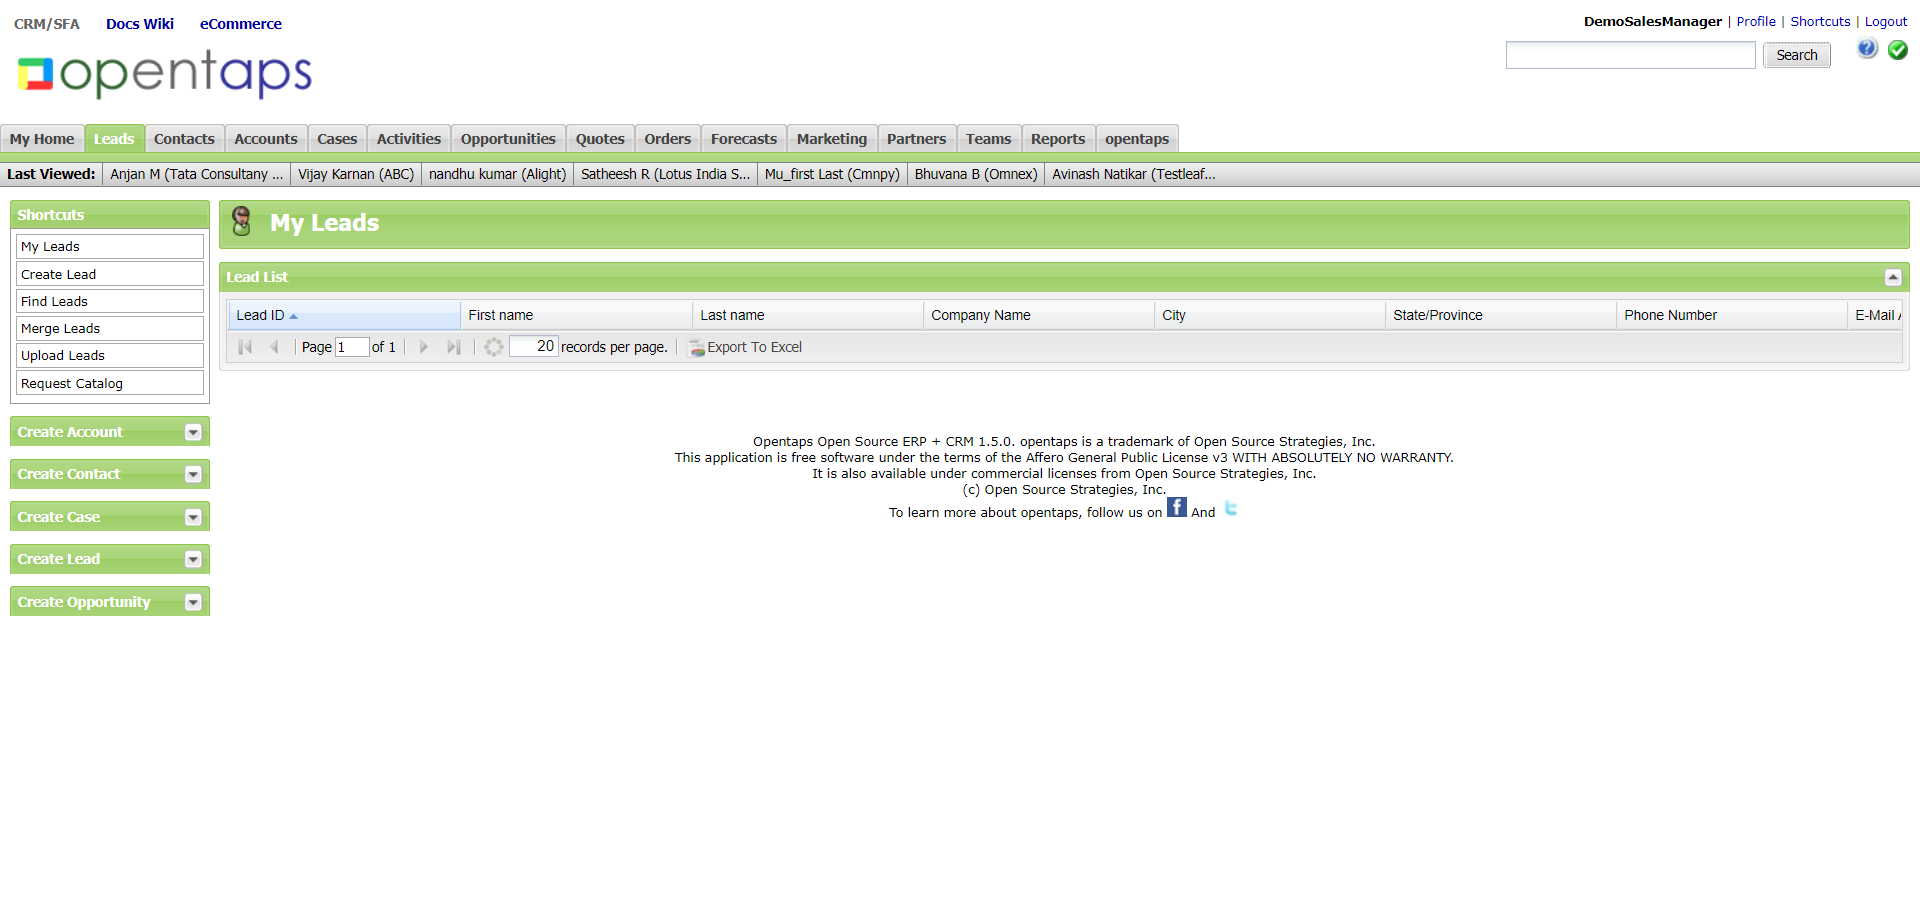 CRM/SFA Docs Wiki eCommerce
DemoSalesManager | Profile | Shortcuts | Logout
Search
opentaps
My Home Leads Contacts Accounts Cases Activities Opportunities Quotes Orders Forecasts Marketing Partners Teams Reports opentaps
Last Viewed: Anjan M (Tata Consultany ... Vijay Karnan (ABC) nandhu kumar (Alight) Satheesh R (Lotus India S... Mu_first Last (Cmnpy) Bhuvana B (Omnex) Avinash Natikar (Testleaf...
Shortcuts
My Leads
Create Lead
Find Leads
Merge Leads
Upload Leads
Request Catalog
Create Account
Create Contact
Create Case
Create Lead
Create Opportunity
My Leads
Lead List
Lead ID First name Last name Company Name City State/Province Phone Number E-Mail
Page 1 of 1 20 records per page. Export To Excel
Opentaps Open Source ERP + CRM 1.5.0. opentaps is a trademark of Open Source Strategies, Inc.
This application is free software under the terms of the Affero General Public License v3 WITH ABSOLUTELY NO WARRANTY.
It is also available under commercial licenses from Open Source Strategies, Inc.
(c) Open Source Strategies, Inc.
To learn more about opentaps, follow us on f And t